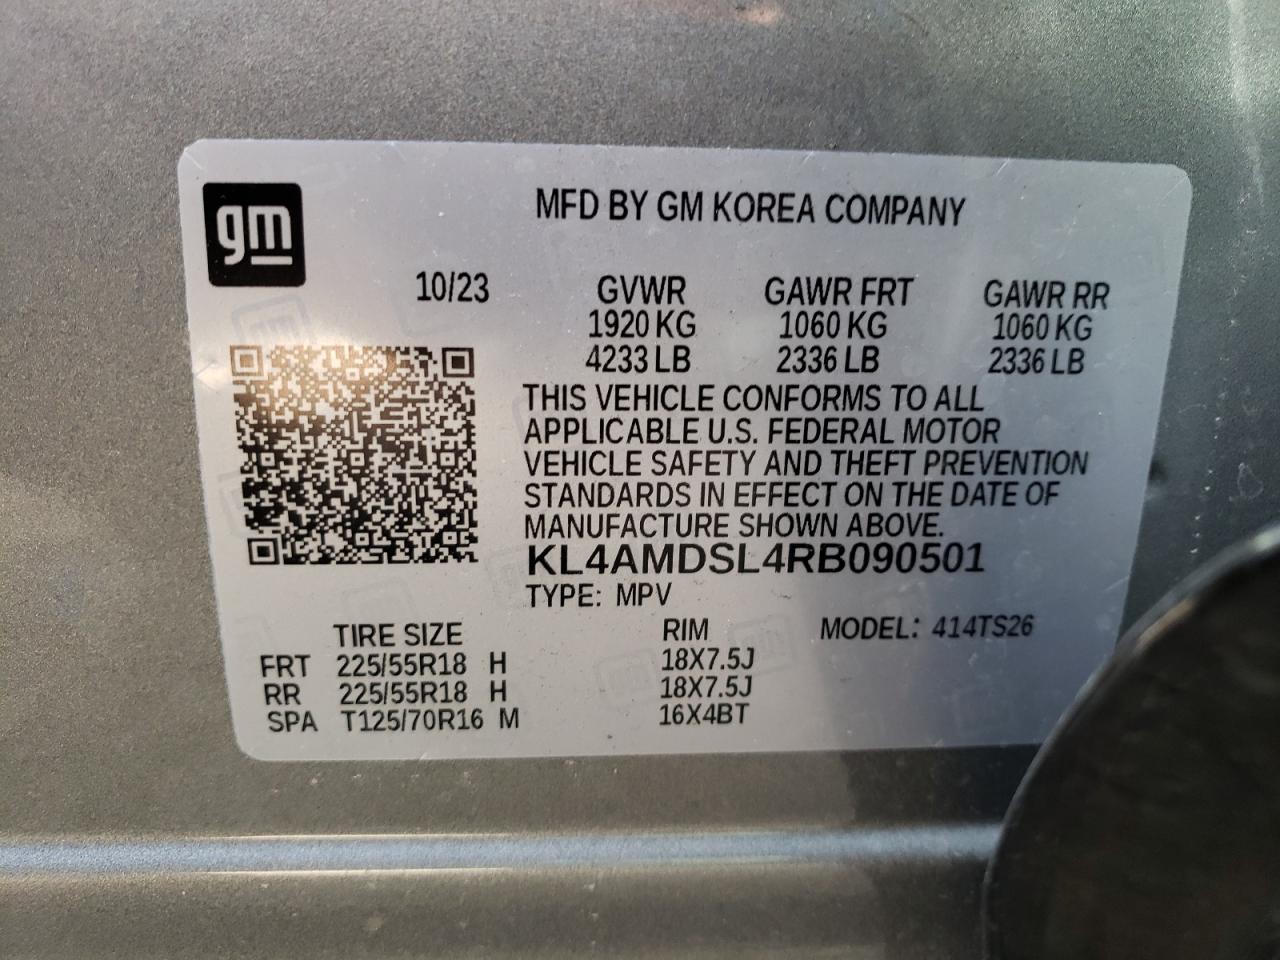 gm
MFD BY GM KOREA COMPANY
10/23 GVWR GAWR FRT GAWR RR
1920 KG 1060 KG 1060 KG
4233 LB 2336 LB 2336 LB
THIS VEHICLE CONFORMS TO ALL
APPLICABLE U.S. FEDERAL MOTOR
VEHICLE SAFETY AND THEFT PREVENTION
STANDARDS IN EFFECT ON THE DATE OF
MANUFACTURE SHOWN ABOVE.
KL4AMDSL4RB090501
TYPE: MPV
TIRE SIZE RIM MODEL: 414TS26
FRT 225/55R18 H 18X7.5J
RR 225/55R18 H 18X7.5J
SPA T125/70R16 M 16X4BT